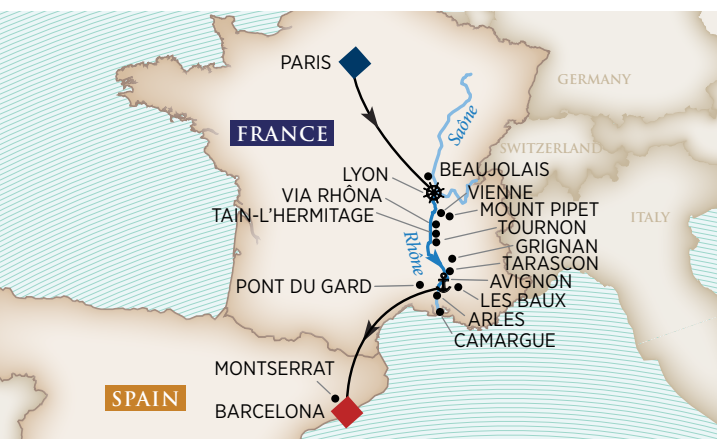 PARIS
GERMANY
FRANCE
Saône
SWITZERLAND
BEAUJOLAIS
LYON
VIENNE
VIA RHÔNA
MOUNT PIPET
TAIN-L'HERMITAGE
ITALY
TOURNON
Rhône
GRIGNAN
TARASCON
AVIGNON
PONT DU GARD
LES BAUX
ARLES
CAMARGUE
MONTSERRAT
SPAIN
BARCELONA